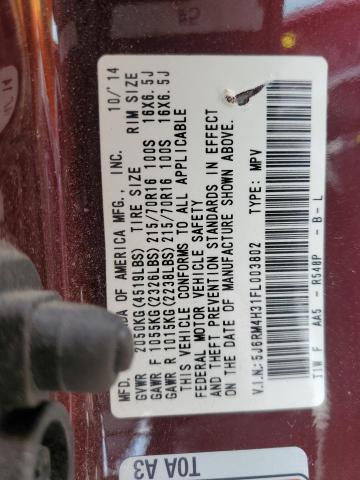 MFD. BY HONDA OF AMERICA MFG., INC. 10/'14
GVWR 2050KG(4519LBS) TIRE SIZE RIM SIZE
GAWR F 1055KG(2326LBS) 215/70R16 100S 16X6.5J
GAWR R 1015KG(2238LBS) 215/70R16 100S 16X6.5J
THIS VEHICLE CONFORMS TO ALL APPLICABLE
FEDERAL MOTOR VEHICLE SAFETY
AND THEFT PREVENTION STANDARDS IN EFFECT
ON THE DATE OF MANUFACTURE SHOWN ABOVE.
V.I.N.:5J6RM4H31FL003802 TYPE: MPV
TIW F AA5 - R548P - B - L
T0A A3